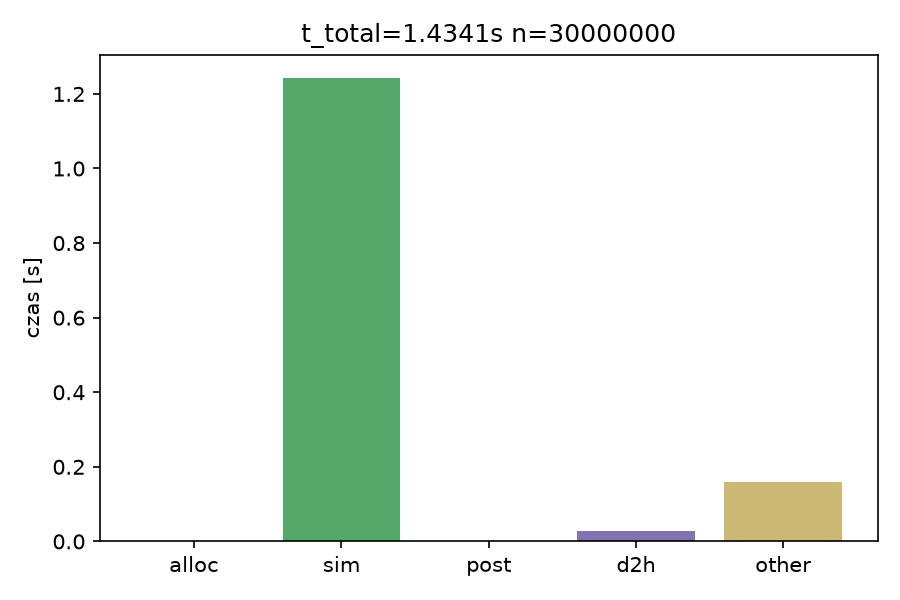 t_total=1.4341s n=30000000
czas [s]
1.2
1.0
0.8
0.6
0.4
0.2
0.0
alloc sim post d2h other